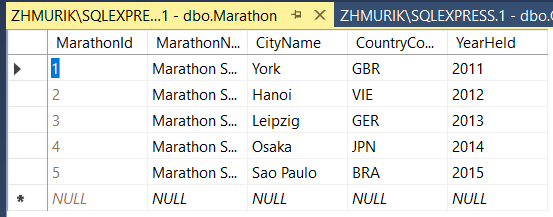 ZHMURIK\SQLEXPRE...1 - dbo.Marathon ZHMURIK\SQLEXPRESS.1 - dbo.
MarathonId MarathonN... CityName CountryCo... YearHeld
1 Marathon S... York GBR 2011
2 Marathon S... Hanoi VIE 2012
3 Marathon S... Leipzig GER 2013
4 Marathon S... Osaka JPN 2014
5 Marathon S... Sao Paulo BRA 2015
NULL NULL NULL NULL NULL